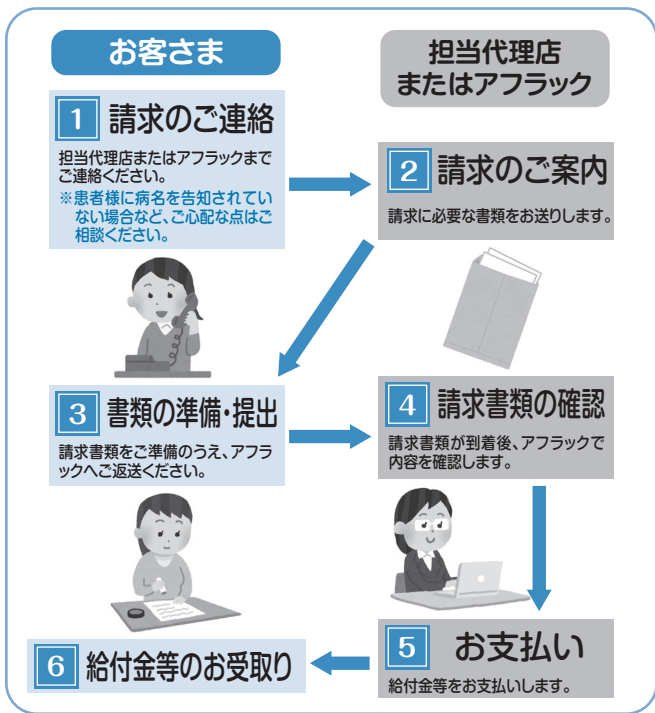 お客さま
担当代理店
またはアフラック
1 請求のご連絡
担当代理店またはアフラックまで
ご連絡ください。
※患者様に病名を告知されてい
ない場合など、ご心配な点はご
相談ください。
2 請求のご案内
請求に必要な書類をお送りします。
3 書類の準備・提出
請求書類をご準備のうえ、アフラ
ックへご返送ください。
4 請求書類の確認
請求書類が到着後、アフラックで
内容を確認します。
5 お支払い
給付金等をお支払いします。
6 給付金等のお受取り